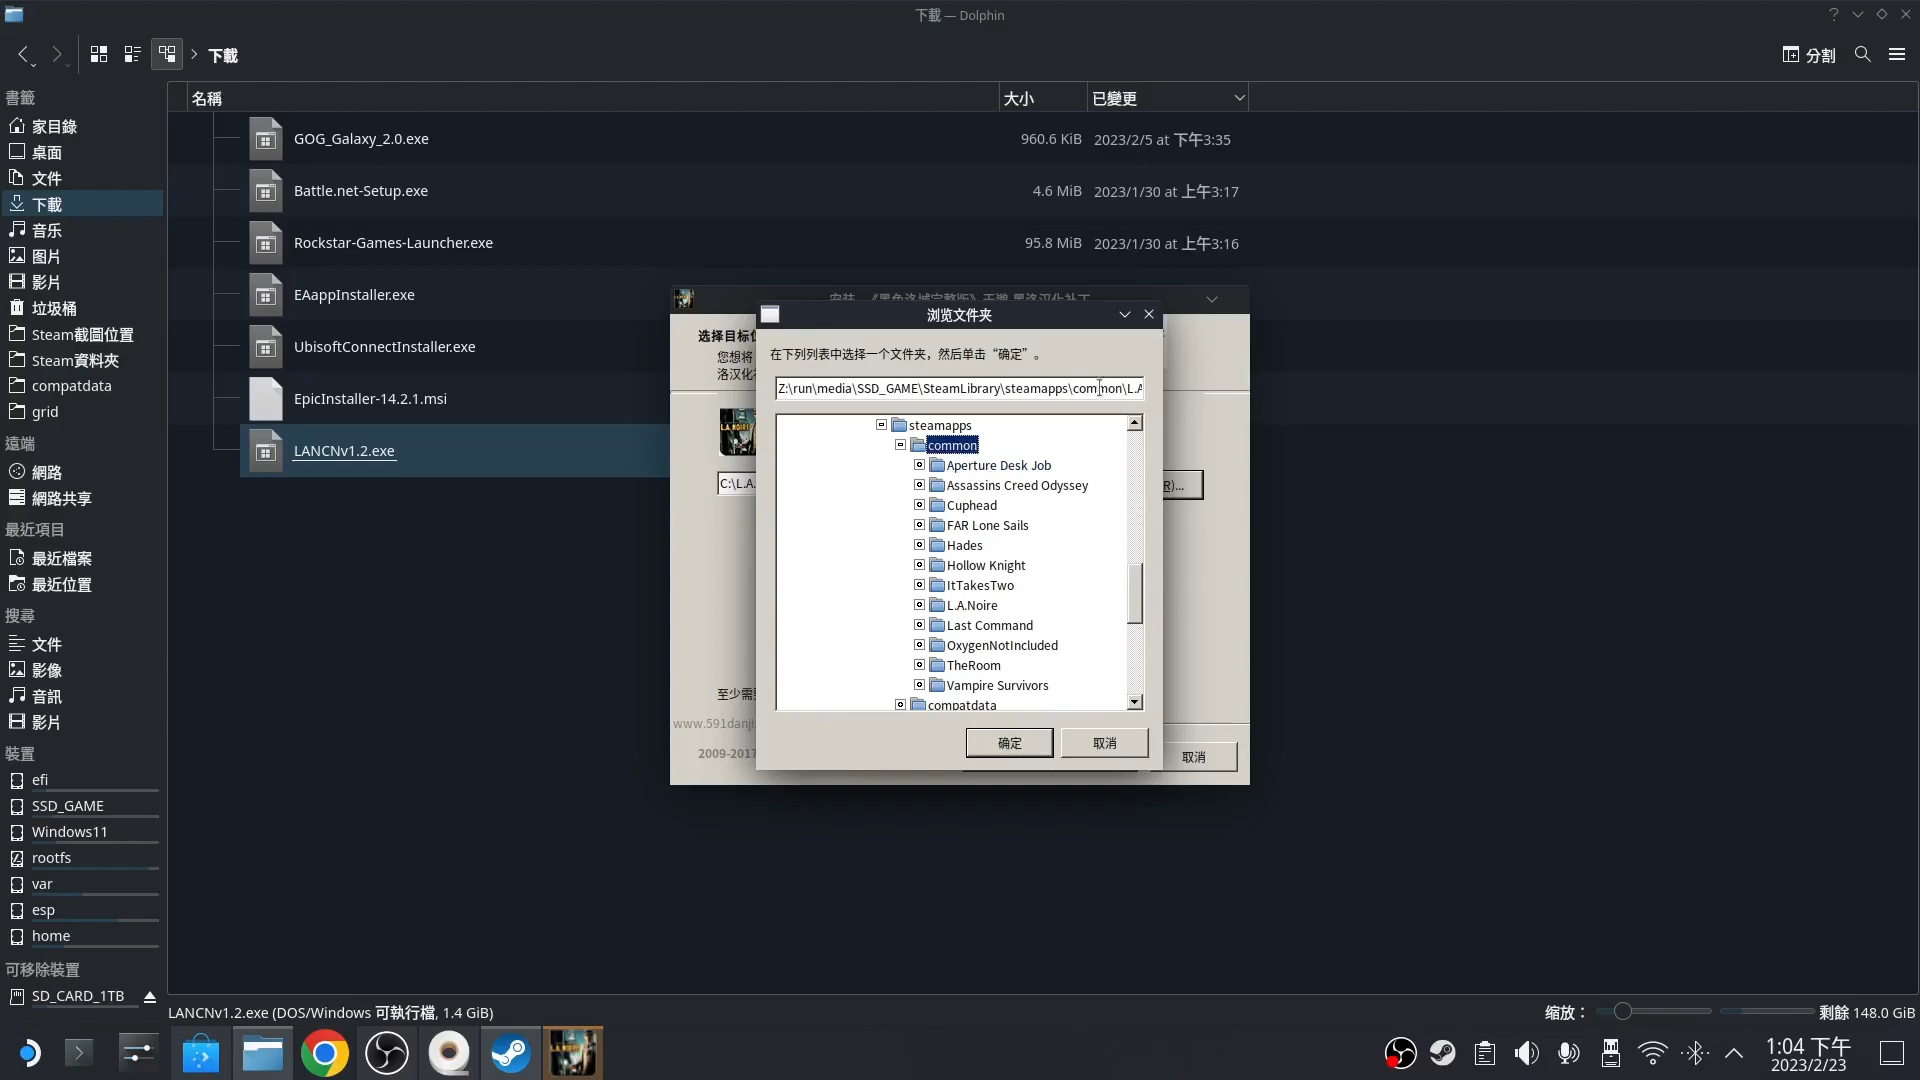 下載 — Dolphin
下載
分割
書籤
家目錄
桌面
文件
下載
音乐
图片
影片
垃圾桶
Steam截圖位置
Steam資料夾
compatdata
grid
遠端
網路
網路共享
最近項目
最近檔案
最近位置
搜尋
文件
影像
音訊
影片
裝置
efi
SSD_GAME
Windows11
rootfs
var
esp
home
可移除裝置
SD_CARD_1TB
名稱 大小 已變更
GOG_Galaxy_2.0.exe 960.6 KiB 2023/2/5 at 下午3:35
Battle.net-Setup.exe 4.6 MiB 2023/1/30 at 上午3:17
Rockstar-Games-Launcher.exe 95.8 MiB 2023/1/30 at 上午3:16
EAappInstaller.exe
UbisoftConnectInstaller.exe
EpicInstaller-14.2.1.msi
LANCNv1.2.exe
选择目标位
您想将
洛汉化
C:\L.A.
R)...
至少需
www.591danji
2009-2017
取消
浏览文件夹
在下列列表中选择一个文件夹，然后单击“确定”。
Z:\run\media\SSD_GAME\SteamLibrary\steamapps\common\L.A
steamapps
common
Aperture Desk Job
Assassins Creed Odyssey
Cuphead
FAR Lone Sails
Hades
Hollow Knight
ItTakesTwo
L.A.Noire
Last Command
OxygenNotIncluded
TheRoom
Vampire Survivors
compatdata
确定
取消
LANCNv1.2.exe (DOS/Windows 可執行檔, 1.4 GiB)
缩放：
剩餘 148.0 GiB
1:04 下午
2023/2/23